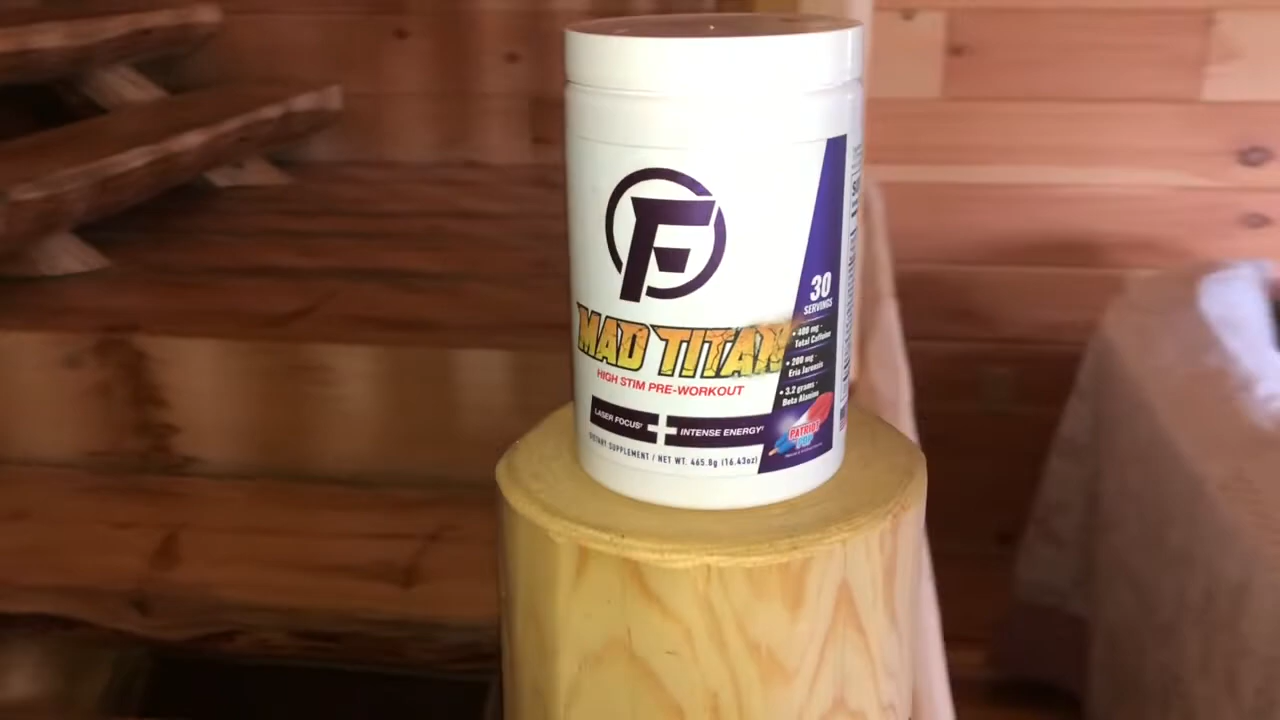 F
MAD TITAN
HIGH STIM PRE-WORKOUT
LASER FOCUS† + INTENSE ENERGY†
DIETARY SUPPLEMENT / NET WT. 465.8g (16.43oz)
30
SERVINGS
• 400 mg -
Total Caffeine
• 200 mg -
Eria Jarensis
• 3.2 grams -
Beta Alanine
PATRIOT
POP